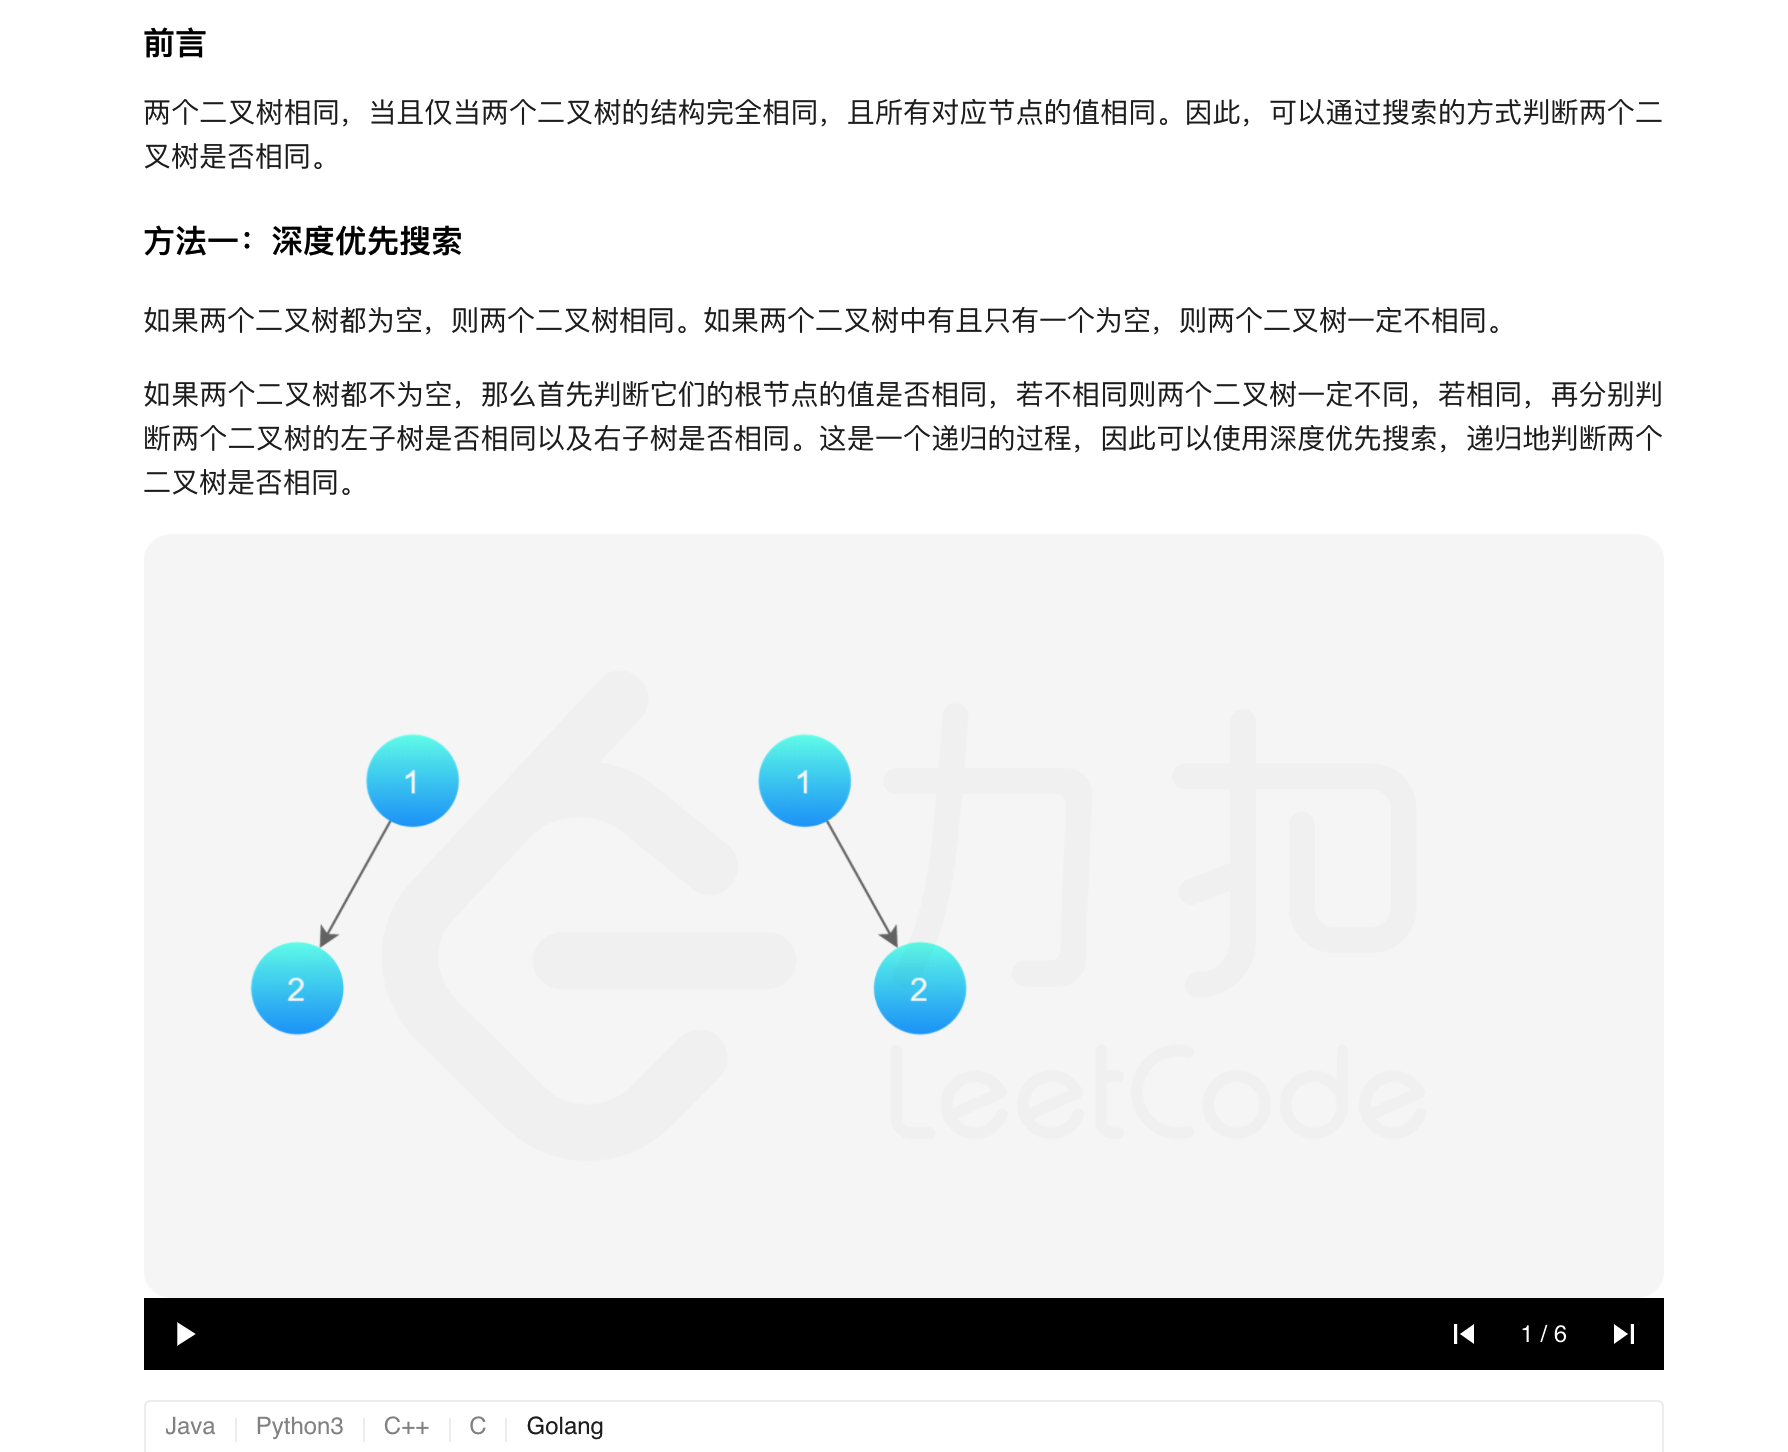 前言
两个二叉树相同，当且仅当两个二叉树的结构完全相同，且所有对应节点的值相同。因此，可以通过搜索的方式判断两个二
叉树是否相同。
方法一：深度优先搜索
如果两个二叉树都为空，则两个二叉树相同。如果两个二叉树中有且只有一个为空，则两个二叉树一定不相同。
如果两个二叉树都不为空，那么首先判断它们的根节点的值是否相同，若不相同则两个二叉树一定不同，若相同，再分别判
断两个二叉树的左子树是否相同以及右子树是否相同。这是一个递归的过程，因此可以使用深度优先搜索，递归地判断两个
二叉树是否相同。
力扣
1 1
2 2
LeetCode
1 / 6
Java Python3 C++ C Golang